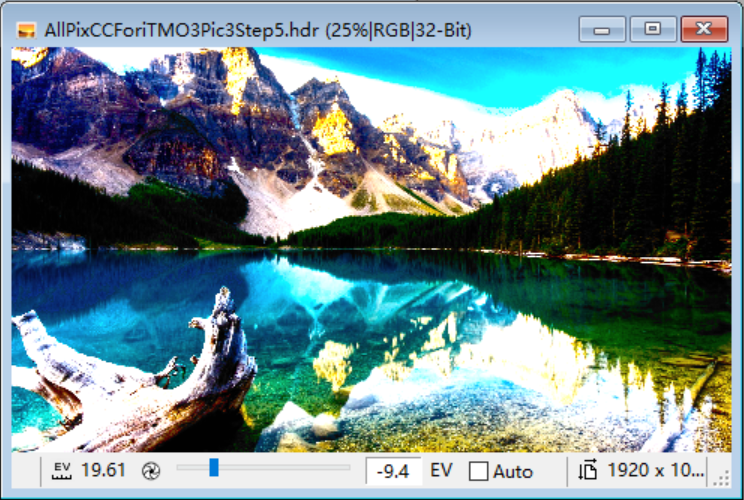 AllPixCCForiTMO3Pic3Step5.hdr (25%|RGB|32-Bit)
EV 19.61 -9.4 EV Auto 1920 x 10...